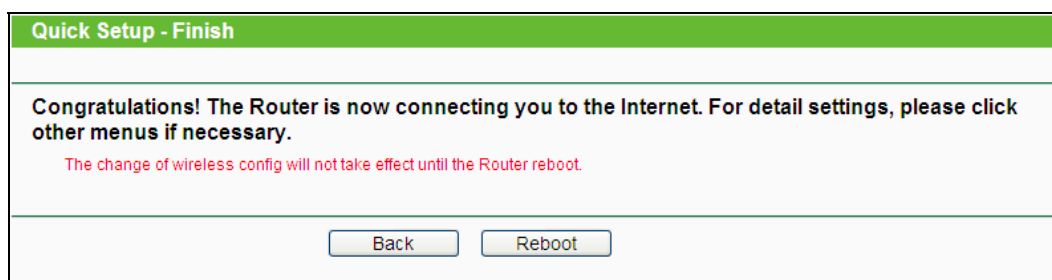 Quick Setup - Finish
Congratulations! The Router is now connecting you to the Internet. For detail settings, please click
other menus if necessary.
The change of wireless config will not take effect until the Router reboot.
Back Reboot